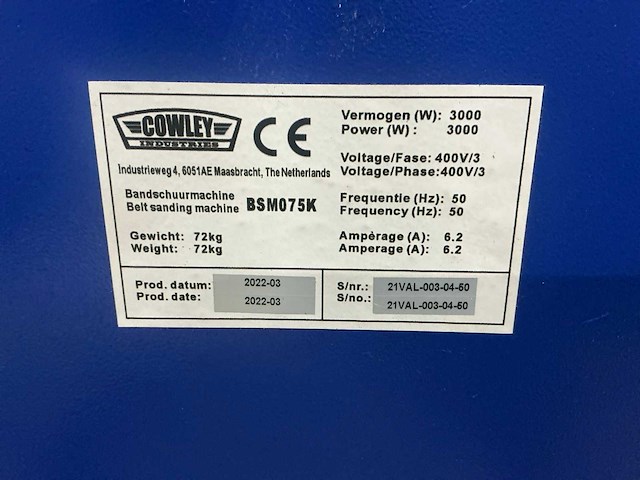 COWLEY
INDUSTRIES
CE
Industrieweg 4, 6051AE Maasbracht, The Netherlands
Bandschuurmachine
Belt sanding machine BSM075K
Gewicht: 72kg
Weight: 72kg
Vermogen (W): 3000
Power (W) : 3000
Voltage/Fase: 400V/3
Voltage/Phase:400V/3
Frequentie (Hz): 50
Frequency (Hz): 50
Ampérage (A): 6.2
Amperage (A): 6.2
Prod. datum: 2022-03
Prod. date: 2022-03
S/nr.: 21VAL-003-04-50
S/no.: 21VAL-003-04-50